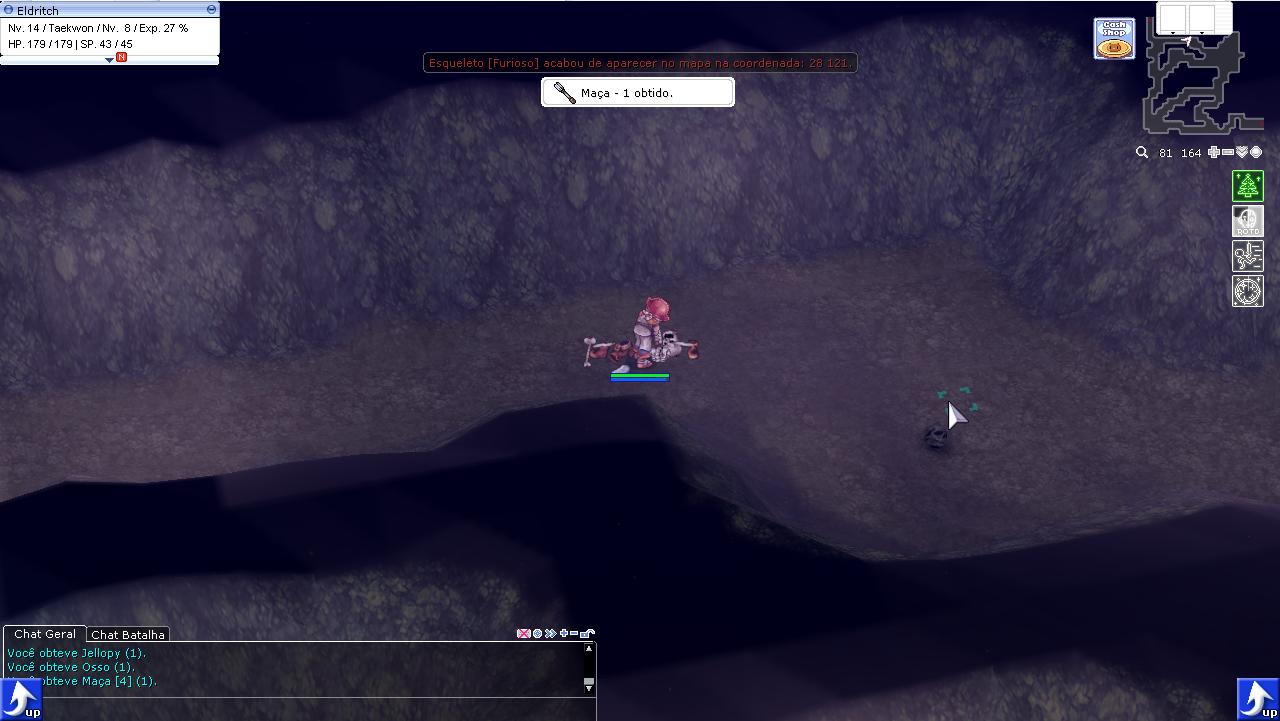 Eldritch
Nv. 14 / Taekwon / Nv. 8 / Exp. 27 %
HP. 179 / 179 | SP. 43 / 45
N
Esqueleto [Furioso] acabou de aparecer no mapa na coordenada: 28 121.
Maça - 1 obtido.
Cash
Shop
81 164
ROTD
Chat Geral
Chat Batalha
Você obteve Jellopy (1).
Você obteve Osso (1).
obteve Maça [4] (1).
up
up